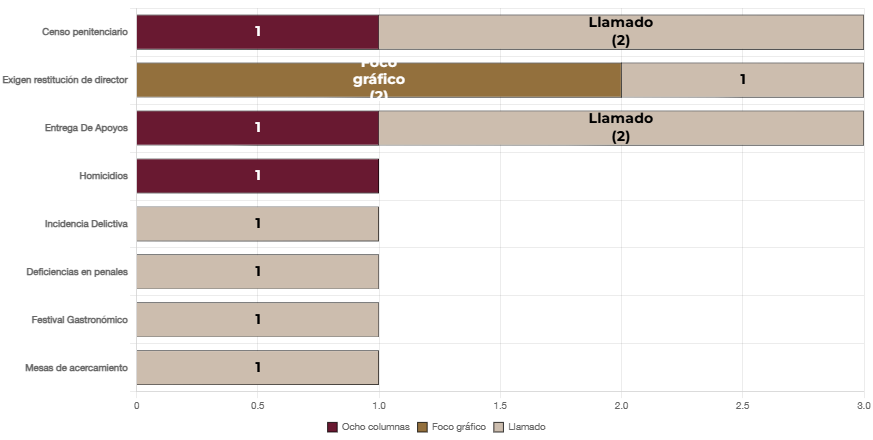 Censo penitenciario
1
Llamado
(2)
Exigen restitución de director
Foco
gráfico
(2)
1
Entrega De Apoyos
1
Llamado
(2)
Homicidios
1
Incidencia Delictiva
1
Deficiencias en penales
1
Festival Gastronómico
1
Mesas de acercamiento
1
0 0.5 1.0 1.5 2.0 2.5 3.0
Ocho columnas Foco gráfico Llamado